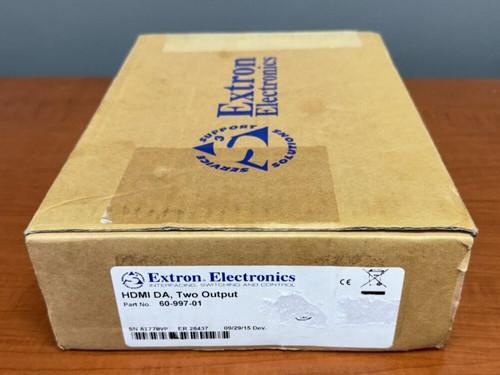 Extron
Electronics
SERVICE SUPPORT SOLUTIONS
Extron Electronics
INTERFACING, SWITCHING AND CONTROL
HDMI DA, Two Output
Part No. 60-997-01
CE
SN 81770VP ER 28437 09/29/15 Dev.